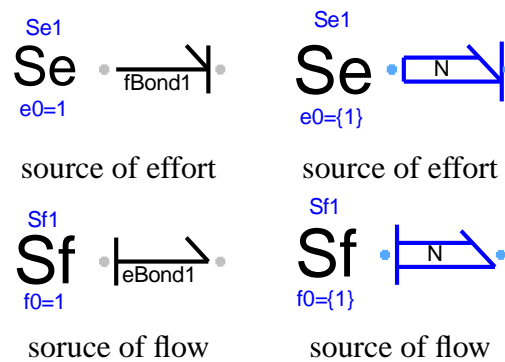 Se1
Se
fBond1
e0=1
source of effort
Se1
Se
N
e0={1}
source of effort
Sf1
Sf
eBond1
f0=1
soruce of flow
Sf1
Sf
N
f0={1}
source of flow